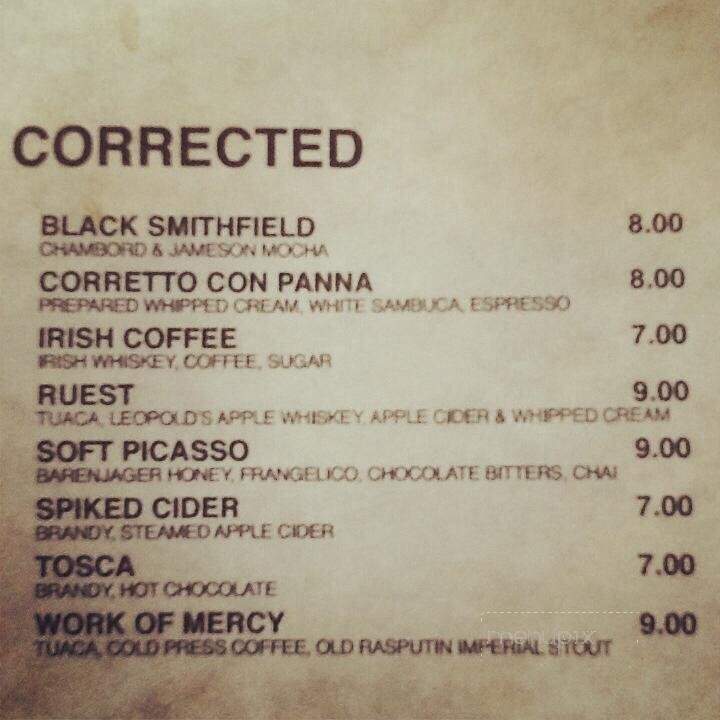 CORRECTED
BLACK SMITHFIELD 8.00
CHAMBORD & JAMESON MOCHA
CORRETTO CON PANNA 8.00
PREPARED WHIPPED CREAM, WHITE SAMBUCA, ESPRESSO
IRISH COFFEE 7.00
IRISH WHISKEY, COFFEE, SUGAR
RUEST 9.00
TUACA, LEOPOLD'S APPLE WHISKEY, APPLE CIDER & WHIPPED CREAM
SOFT PICASSO 9.00
BARENJAGER HONEY, FRANGELICO, CHOCOLATE BITTERS, CHAI
SPIKED CIDER 7.00
BRANDY, STEAMED APPLE CIDER
TOSCA 7.00
BRANDY, HOT CHOCOLATE
WORK OF MERCY 9.00
menupix
TUACA, COLD PRESS COFFEE, OLD RASPUTIN IMPERIAL STOUT